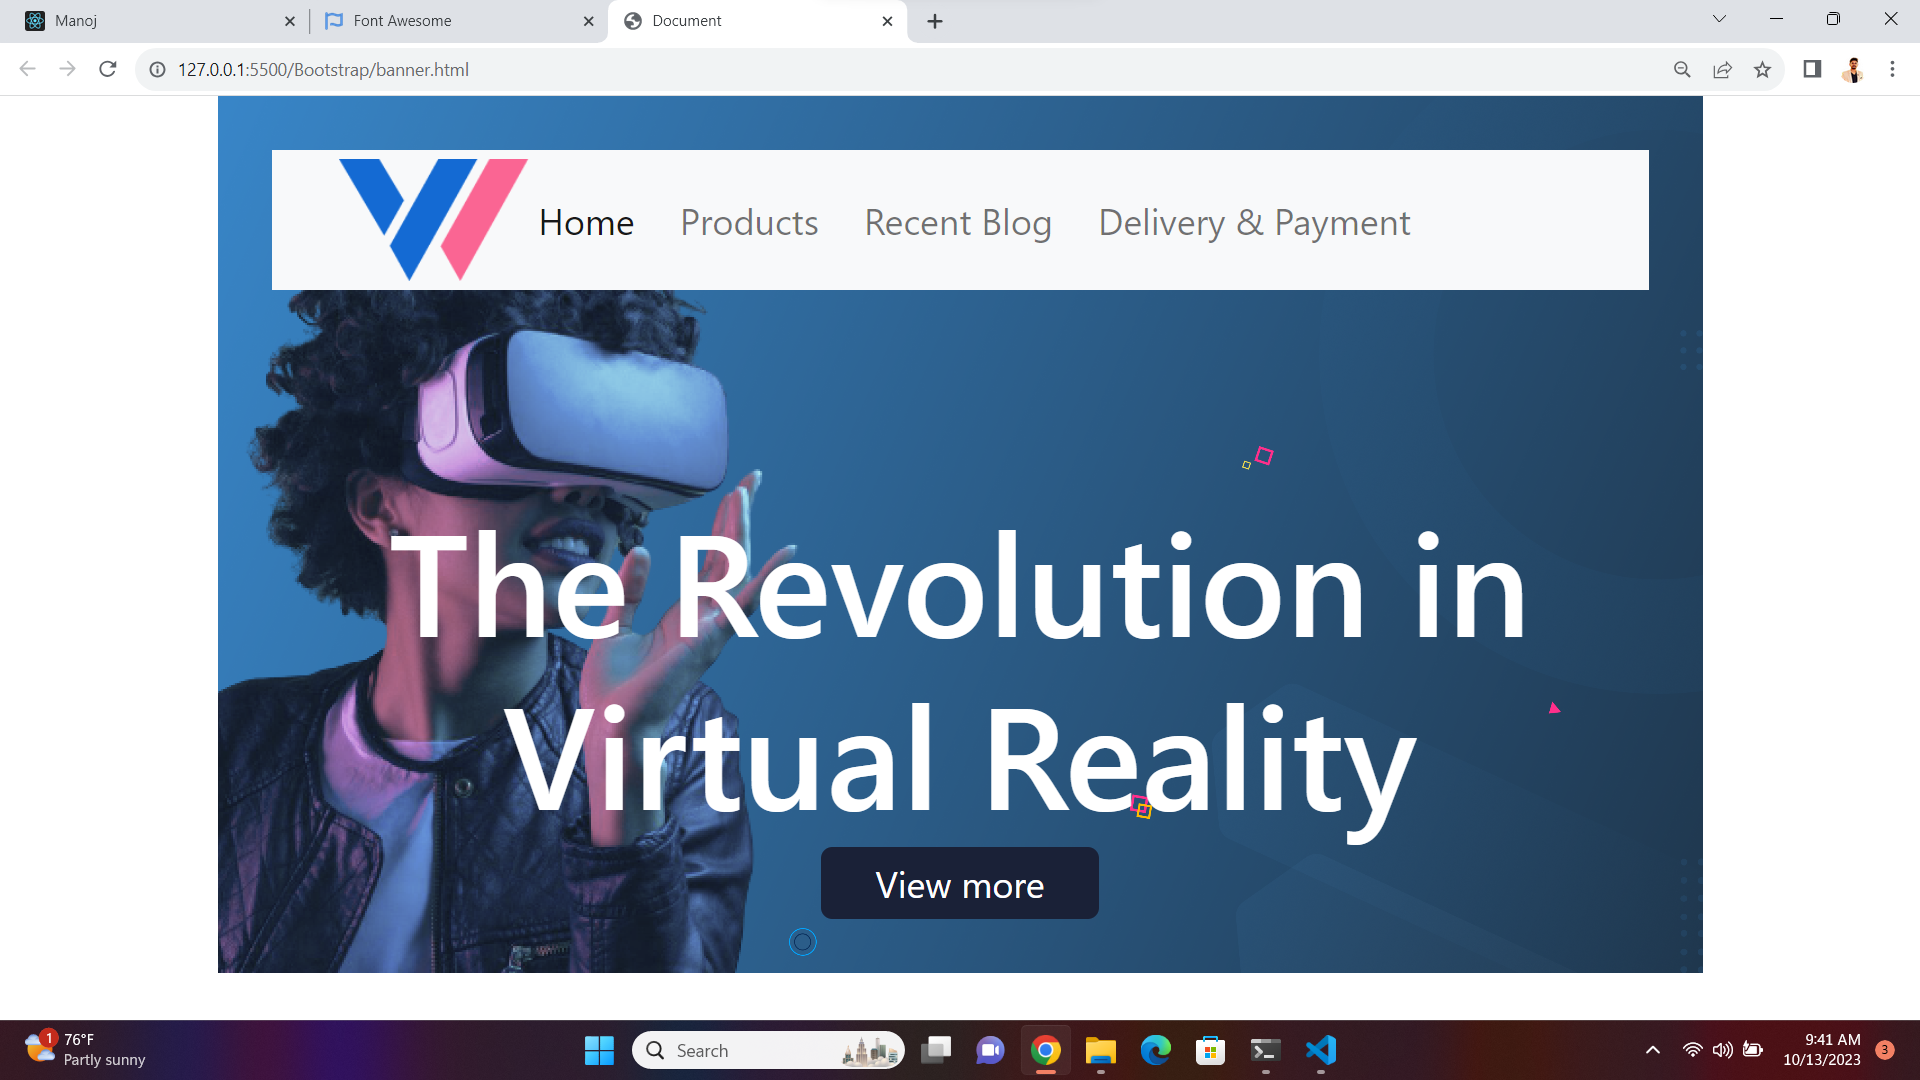 Manoj
Font Awesome
Document
127.0.0.1:5500/Bootstrap/banner.html
Home
Products
Recent Blog
Delivery & Payment
The Revolution in
Virtual Reality
View more
1
76°F
Partly sunny
Search
9:41 AM
10/13/2023
3